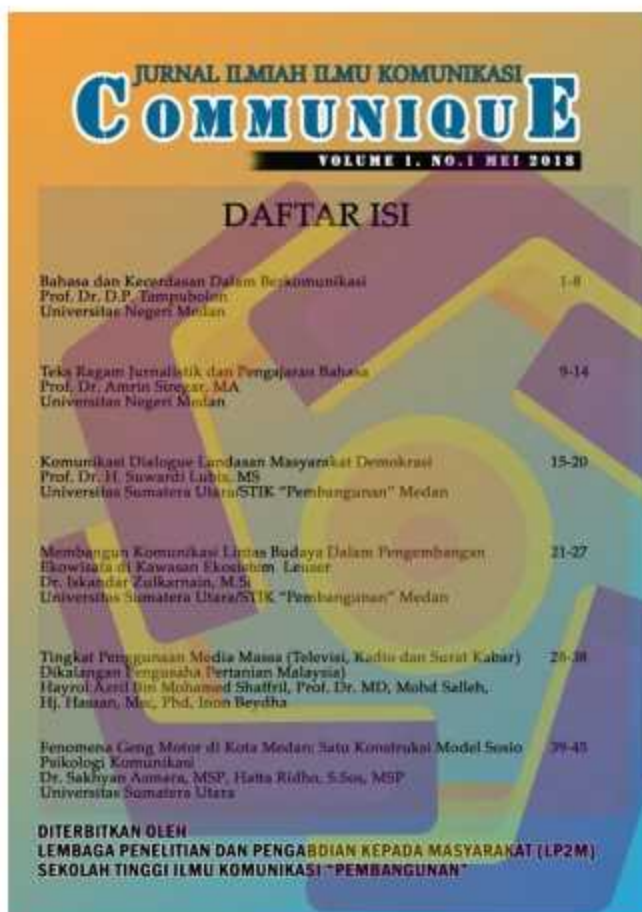 JURNAL ILMIAH ILMU KOMUNIKASI
COMMUNIQUE
VOLUME 1. NO.1 MEI 2018
DAFTAR ISI
Bahasa dan Kecerdasan Dalam Berkomunikasi 1-8
Prof. Dr. D.P. Tampubolon
Universitas Negeri Medan
Teks Ragam Jurnalistik dan Pengajaran Bahasa 9-14
Prof. Dr. Amrin Siregar, MA
Universitas Negeri Medan
Komunikasi Dialogue Landasan Masyarakat Demokrasi 15-20
Prof. Dr. H. Suwardi Lubis, MS
Universitas Sumatera Utara/STIK "Pembangunan" Medan
Membangun Komunikasi Lintas Budaya Dalam Pengembangan 21-27
Ekowisata di Kawasan Ekosistem Leuser
Dr. Iskandar Zulkarnain, M.Si
Universitas Sumatera Utara/STIK "Pembangunan" Medan
Tingkat Penggunaan Media Massa (Televisi, Radio dan Surat Kabar) 28-38
Dikalangan Pengusaha Pertanian Malaysia)
Hayrol Azril Bin Mohamed Shaffril, Prof. Dr. MD, Mohd Salleh,
Hj. Hassan, Msc, Phd, Inon Beydha
Fenomena Geng Motor di Kota Medan: Satu Konstruksi Model Sosio 39-45
Psikologi Komunikasi
Dr. Sakhyan Asmara, MSP, Hatta Ridho, S.Sos, MSP
Universitas Sumatera Utara
DITERBITKAN OLEH
LEMBAGA PENELITIAN DAN PENGABDIAN KEPADA MASYARAKAT (LP2M)
SEKOLAH TINGGI ILMU KOMUNIKASI "PEMBANGUNAN"